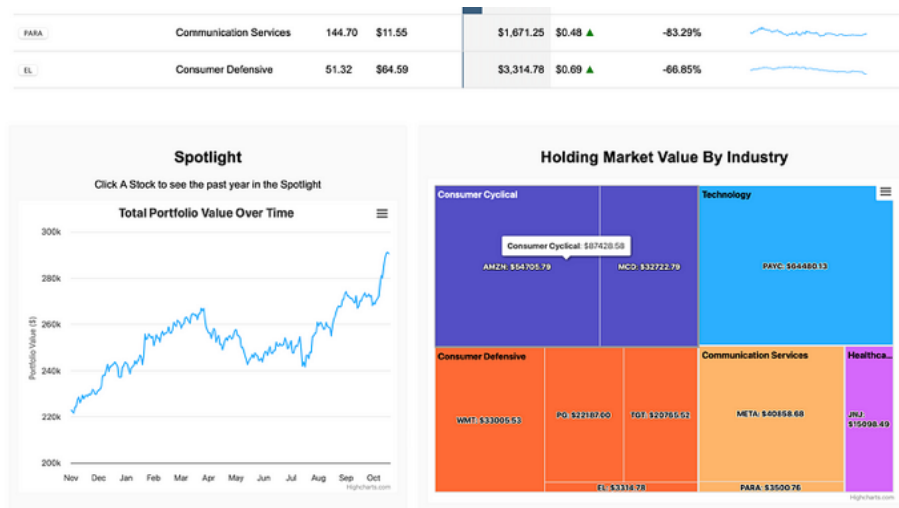 PARA Communication Services 144.70 $11.55 $1,671.25 $0.48 ▲ -83.29%
EL Consumer Defensive 51.32 $64.59 $3,314.78 $0.69 ▲ -66.85%
Spotlight
Click A Stock to see the past year in the Spotlight
Total Portfolio Value Over Time
Portfolio Value ($)
300k
280k
260k
240k
220k
200k
Nov Dec Jan Feb Mar Apr May Jun Jul Aug Sep Oct
Highcharts.com
Holding Market Value By Industry
Consumer Cyclical
Technology
Consumer Cyclical: $87428.58
AMZN: $54705.79
MCD: $32722.79
PAYC: $64480.13
Consumer Defensive
Communication Services
Healthca...
WMT: $33005.53
PG: $22187.00
TGT: $20765.52
META: $40858.68
JNJ:
$15098.49
EL: $3314.78
PARA: $3500.76
Highcharts.com